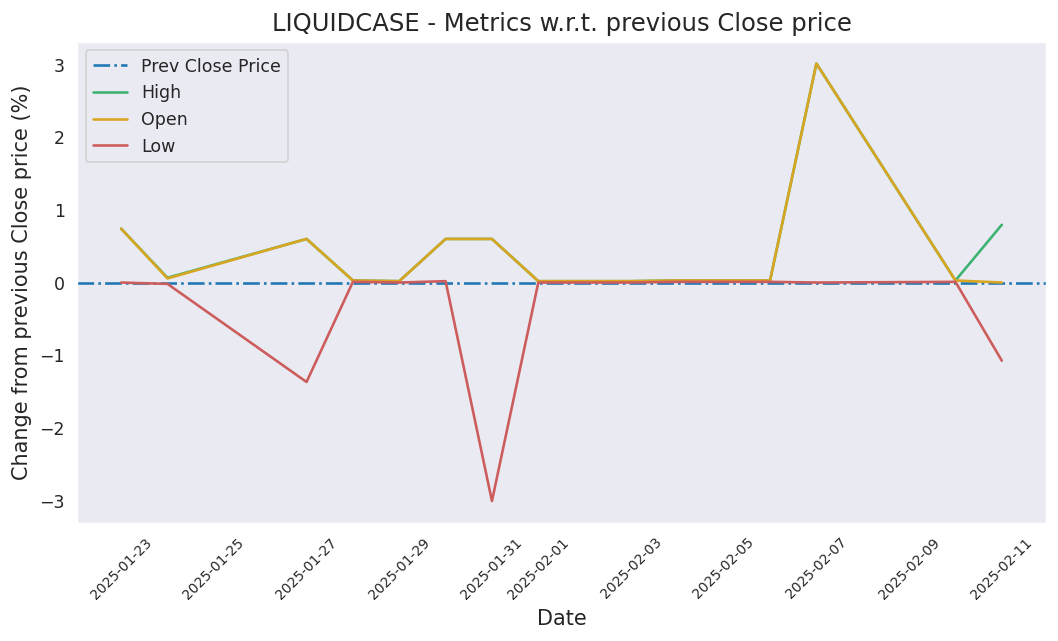 LIQUIDCASE - Metrics w.r.t. previous Close price
Prev Close Price
High
Open
Low
Change from previous Close price (%)
3
2
1
0
−1
−2
−3
2025-01-23
2025-01-25
2025-01-27
2025-01-29
2025-01-31
2025-02-01
2025-02-03
2025-02-05
2025-02-07
2025-02-09
2025-02-11
Date